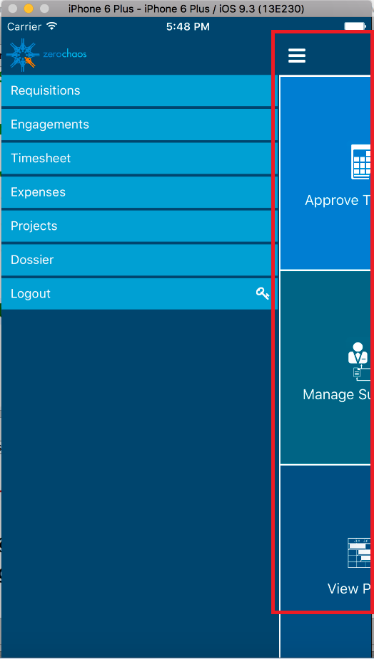 iPhone 6 Plus - iPhone 6 Plus / iOS 9.3 (13E230)
Carrier 5:48 PM
zerochaos
Requisitions
Engagements
Timesheet
Expenses
Projects
Dossier
Logout
Approve T
Manage Su
View P